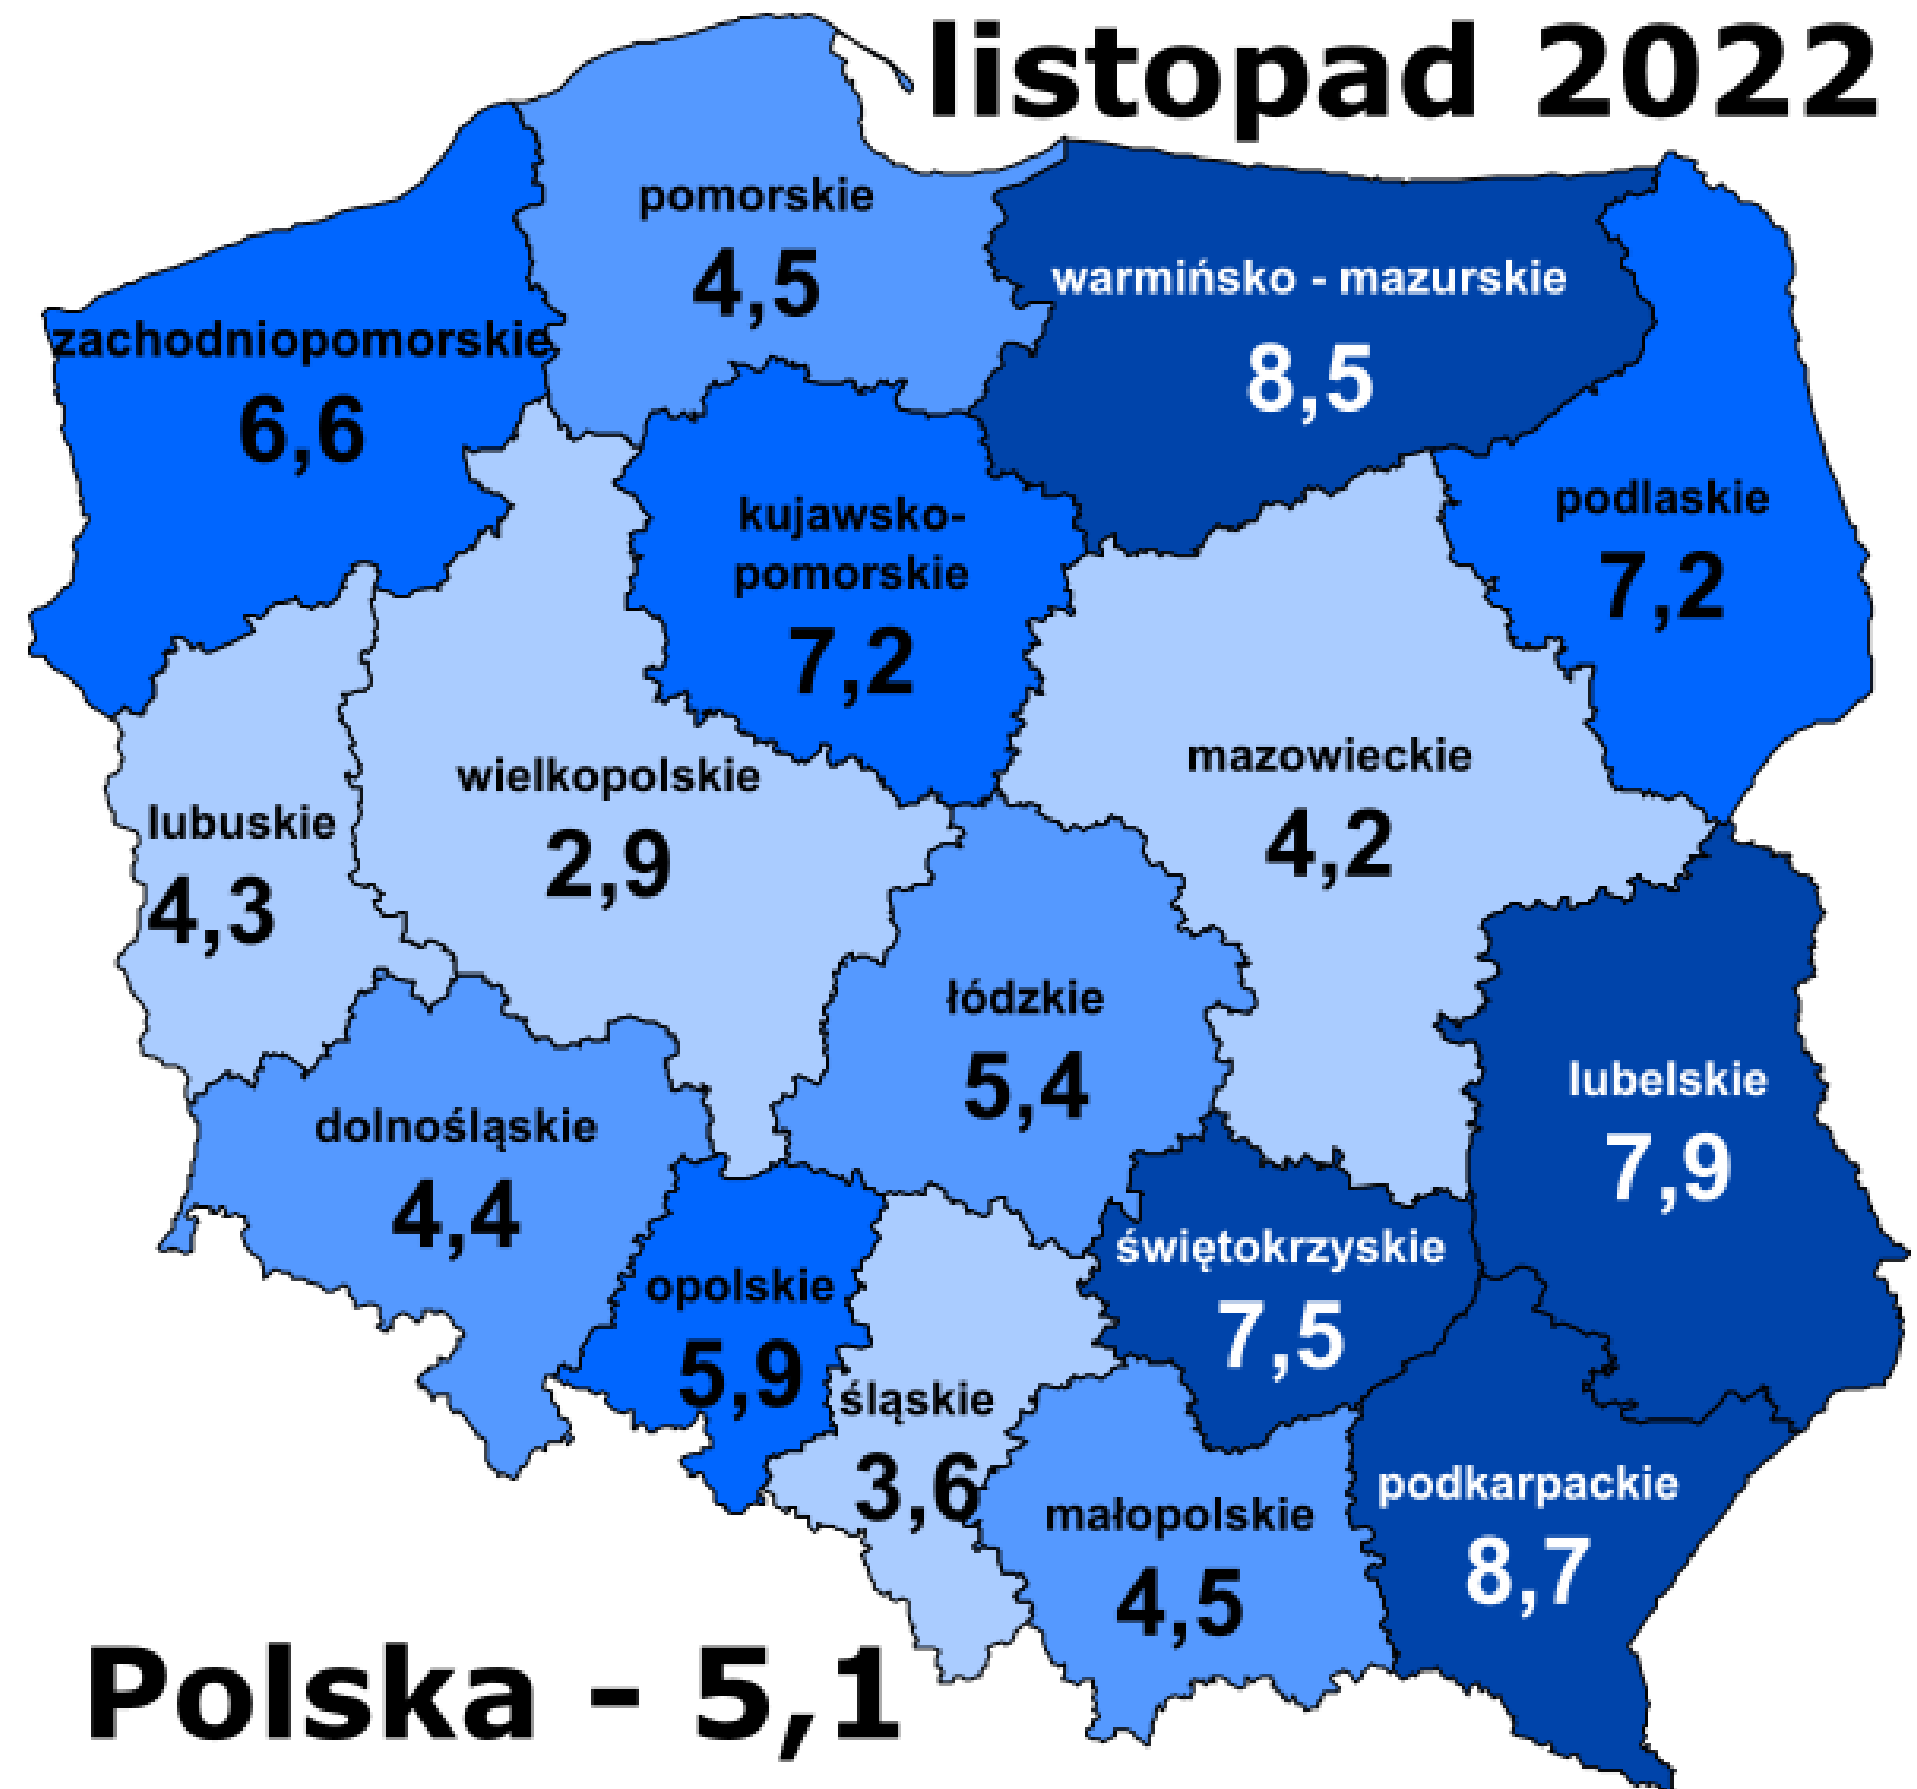 listopad 2022
pomorskie
4,5
warmińsko - mazurskie
8,5
zachodniopomorskie
6,6
podlaskie
7,2
kujawsko-
pomorskie
7,2
mazowieckie
4,2
wielkopolskie
2,9
lubuskie
4,3
łódzkie
5,4
lubelskie
7,9
dolnośląskie
4,4
świętokrzyskie
7,5
opolskie
5,9
śląskie
3,6
podkarpackie
8,7
małopolskie
4,5
Polska - 5,1